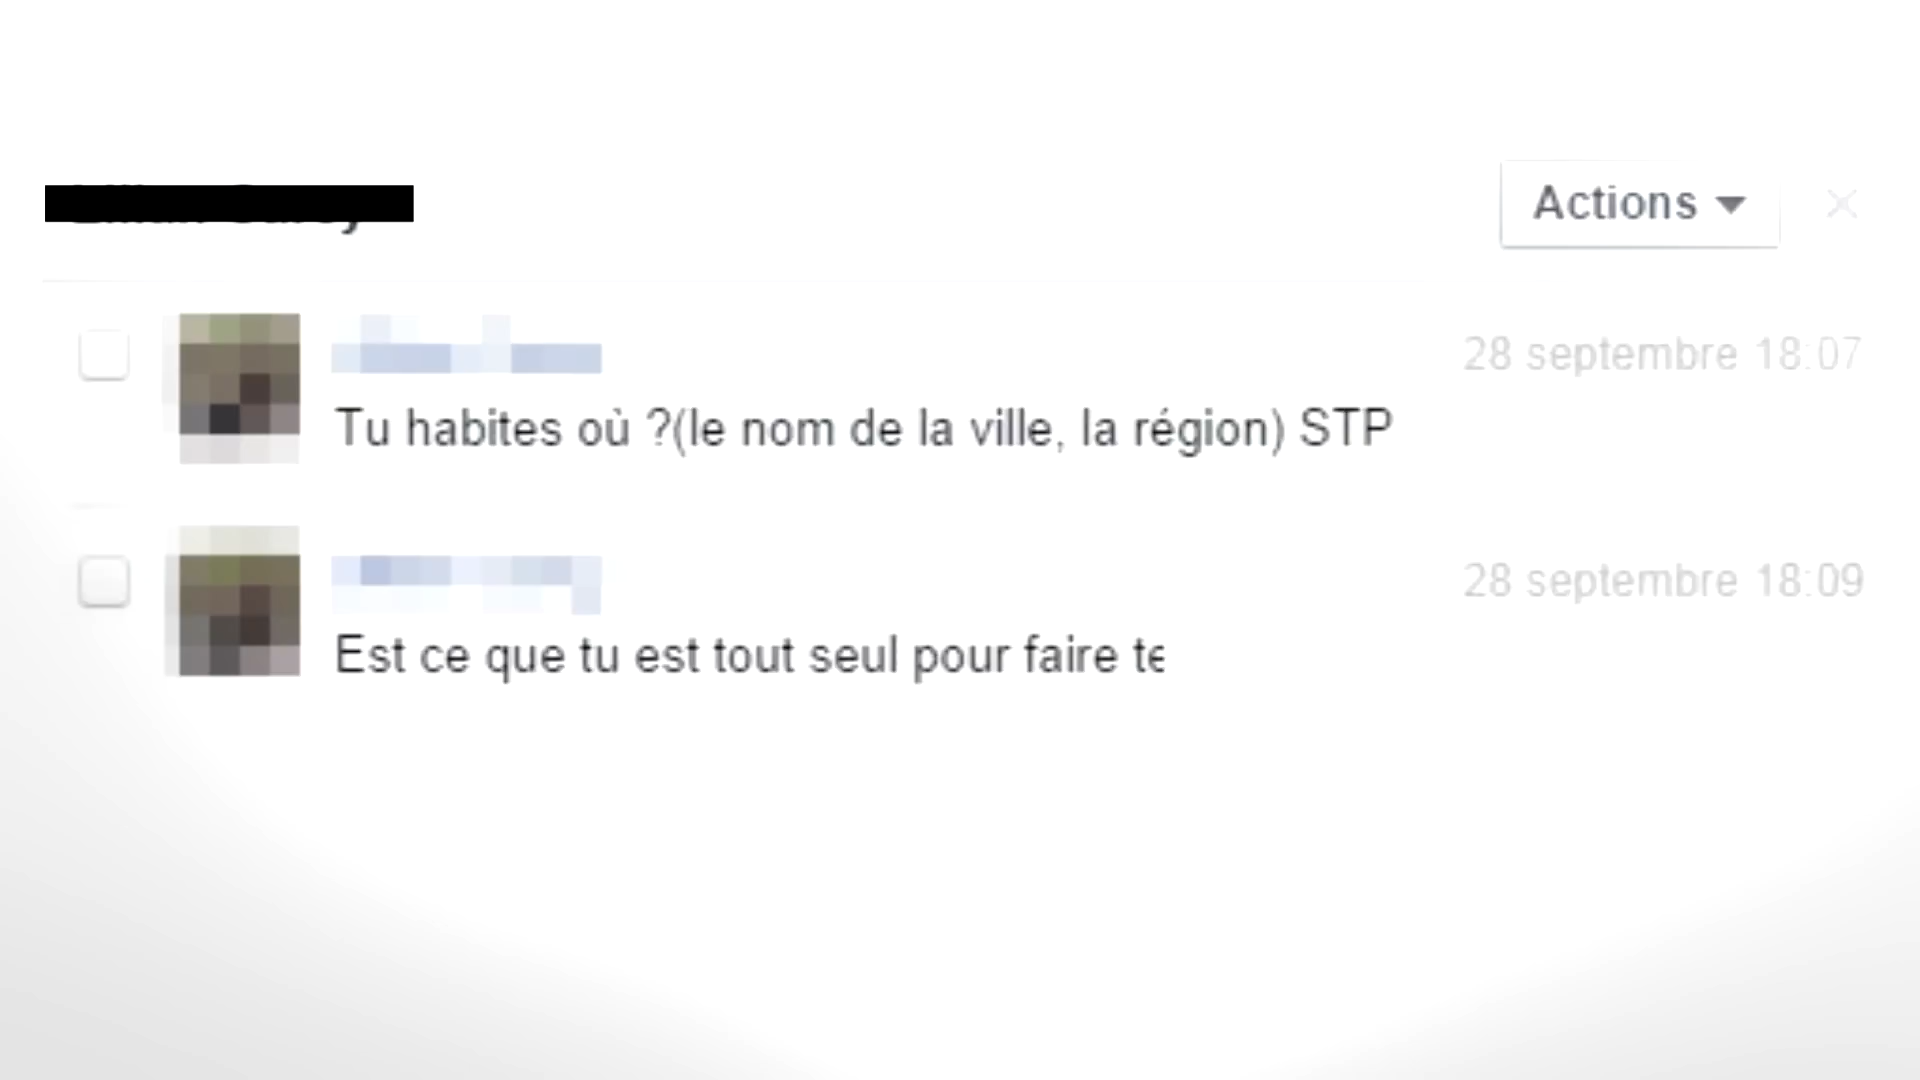 Actions
28 septembre 18:07
Tu habites où ?(le nom de la ville, la région) STP
28 septembre 18:09
Est ce que tu est tout seul pour faire te